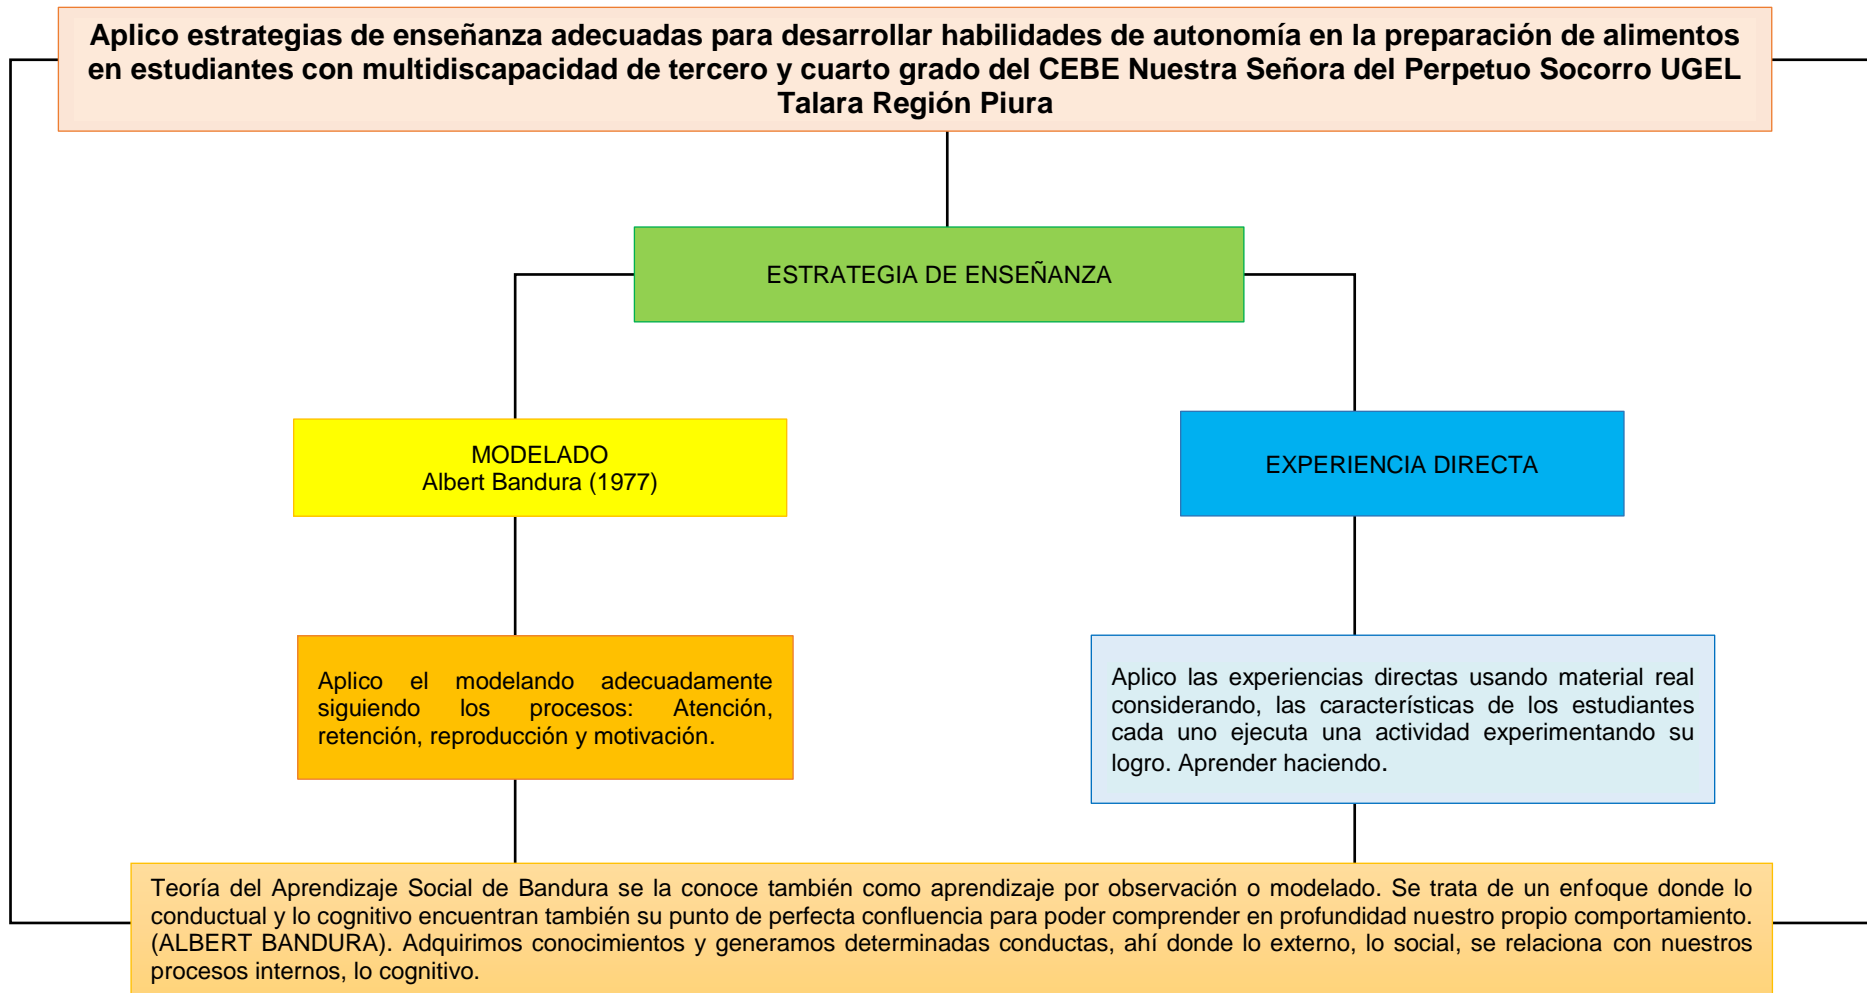 Aplico estrategias de enseñanza adecuadas para desarrollar habilidades de autonomía en la preparación de alimentos
en estudiantes con multidiscapacidad de tercero y cuarto grado del CEBE Nuestra Señora del Perpetuo Socorro UGEL
Talara Región Piura
ESTRATEGIA DE ENSEÑANZA
MODELADO
Albert Bandura (1977)
EXPERIENCIA DIRECTA
Aplico el modelando adecuadamente
siguiendo los procesos: Atención,
retención, reproducción y motivación.
Aplico las experiencias directas usando material real
considerando, las características de los estudiantes
cada uno ejecuta una actividad experimentando su
logro. Aprender haciendo.
Teoría del Aprendizaje Social de Bandura se la conoce también como aprendizaje por observación o modelado. Se trata de un enfoque donde lo
conductual y lo cognitivo encuentran también su punto de perfecta confluencia para poder comprender en profundidad nuestro propio comportamiento.
(ALBERT BANDURA). Adquirimos conocimientos y generamos determinadas conductas, ahí donde lo externo, lo social, se relaciona con nuestros
procesos internos, lo cognitivo.